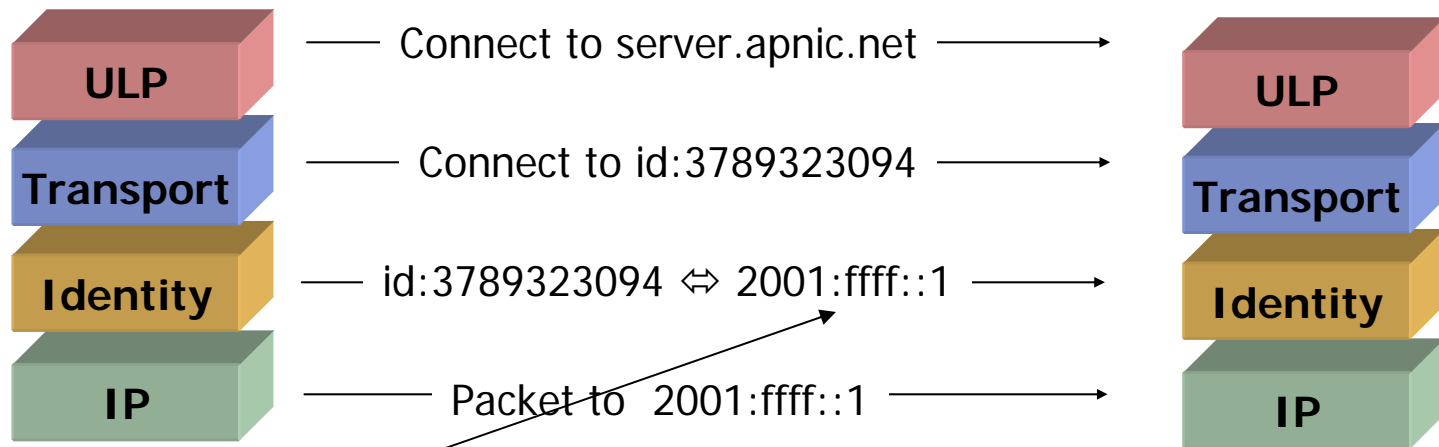 ULP
Connect to server.apnic.net
ULP
Transport
Connect to id:3789323094
Transport
Identity
id:3789323094 ⬄ 2001:ffff::1
Identity
IP
Packet to 2001:ffff::1
IP